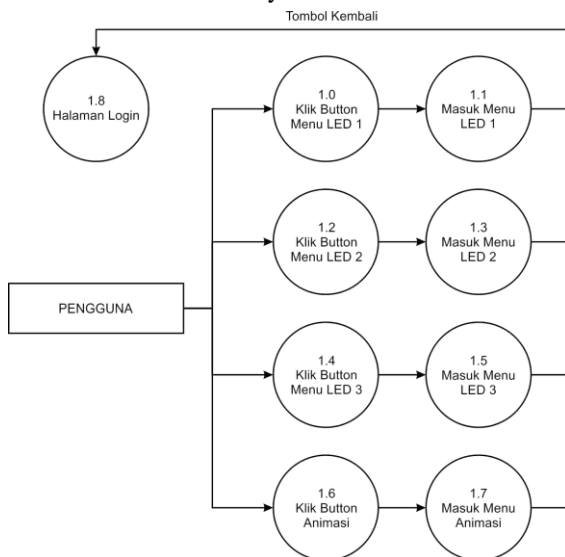 Tombol Kembali
1.8
Halaman Login
1.0
Klik Button
Menu LED 1
1.1
Masuk Menu
LED 1
1.2
Klik Button
Menu LED 2
1.3
Masuk Menu
LED 2
PENGGUNA
1.4
Klik Button
Menu LED 3
1.5
Masuk Menu
LED 3
1.6
Klik Button
Animasi
1.7
Masuk Menu
Animasi